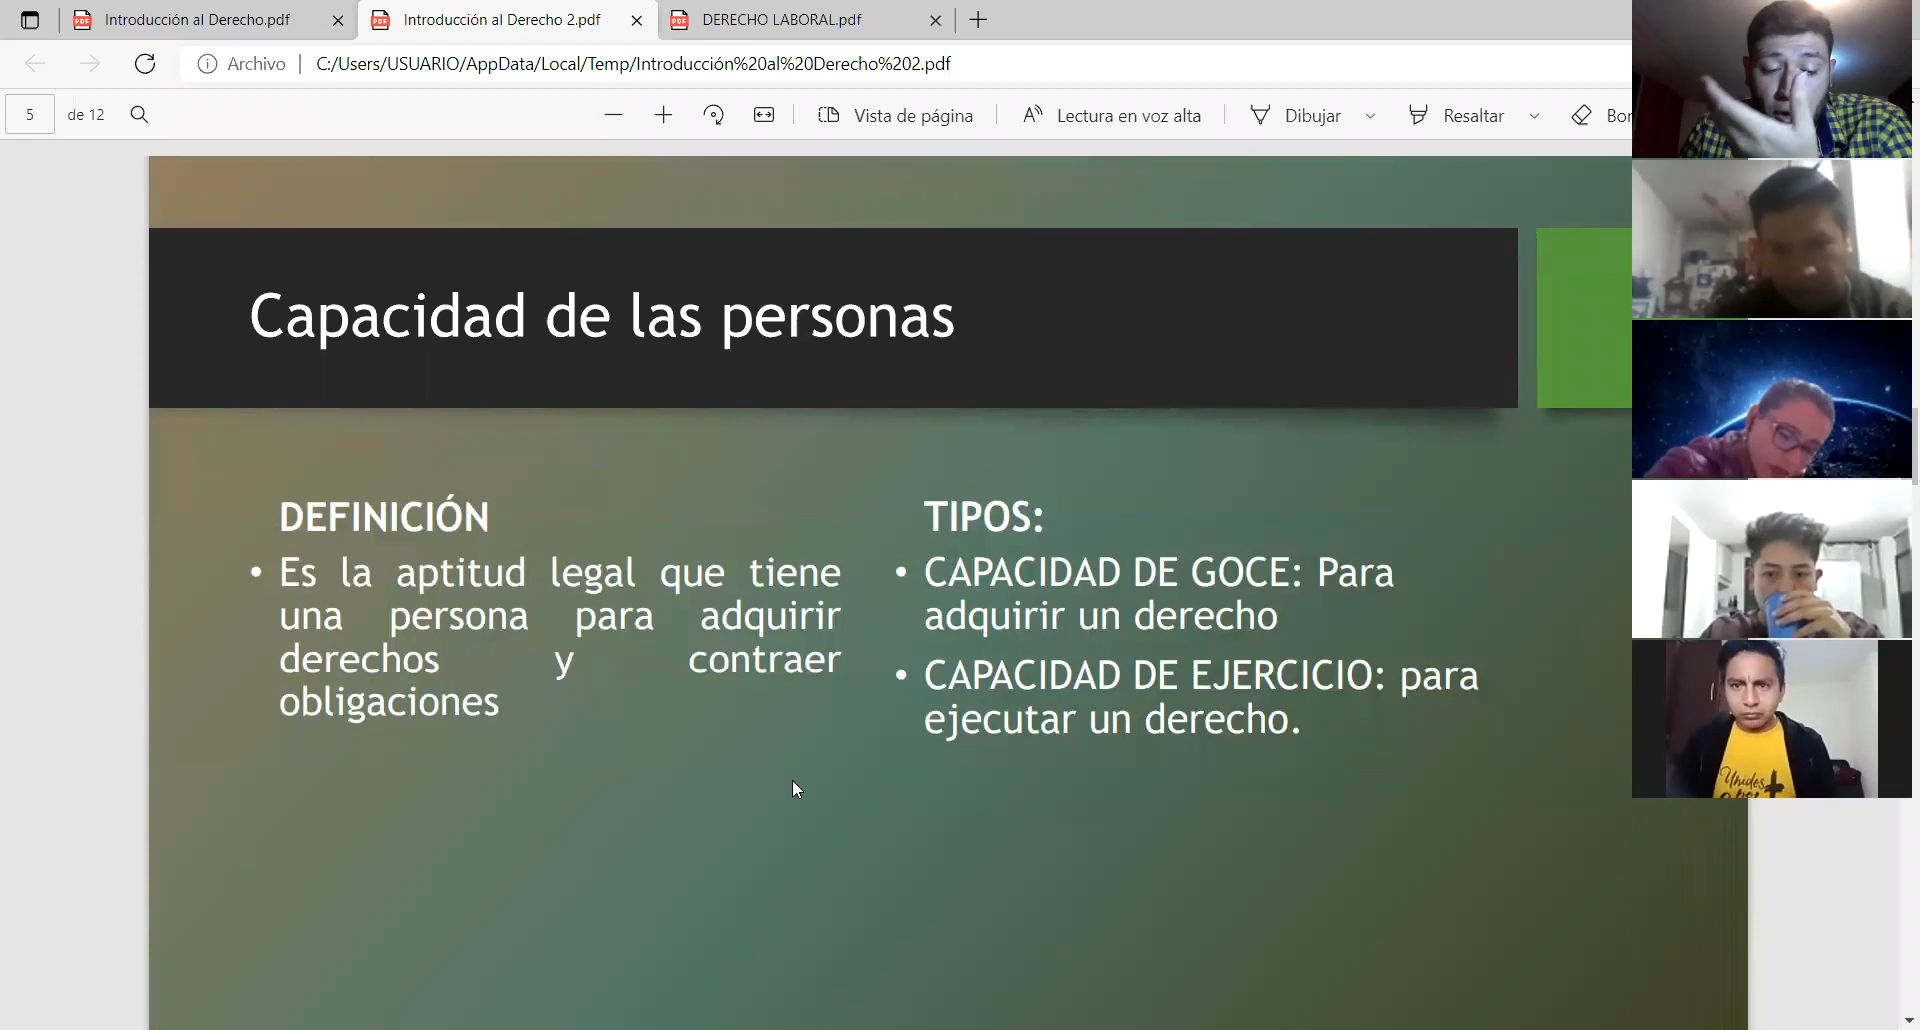 Introducción al Derecho.pdf
Introducción al Derecho 2.pdf
DERECHO LABORAL.pdf
Archivo
C:/Users/USUARIO/AppData/Local/Temp/Introducción%20al%20Derecho%202.pdf
5 de 12
Vista de página
Lectura en voz alta
Dibujar
Resaltar
Bor
Capacidad de las personas
DEFINICIÓN
• Es la aptitud legal que tiene
una persona para adquirir
derechos y contraer
obligaciones
TIPOS:
• CAPACIDAD DE GOCE: Para
adquirir un derecho
• CAPACIDAD DE EJERCICIO: para
ejecutar un derecho.
Unidos